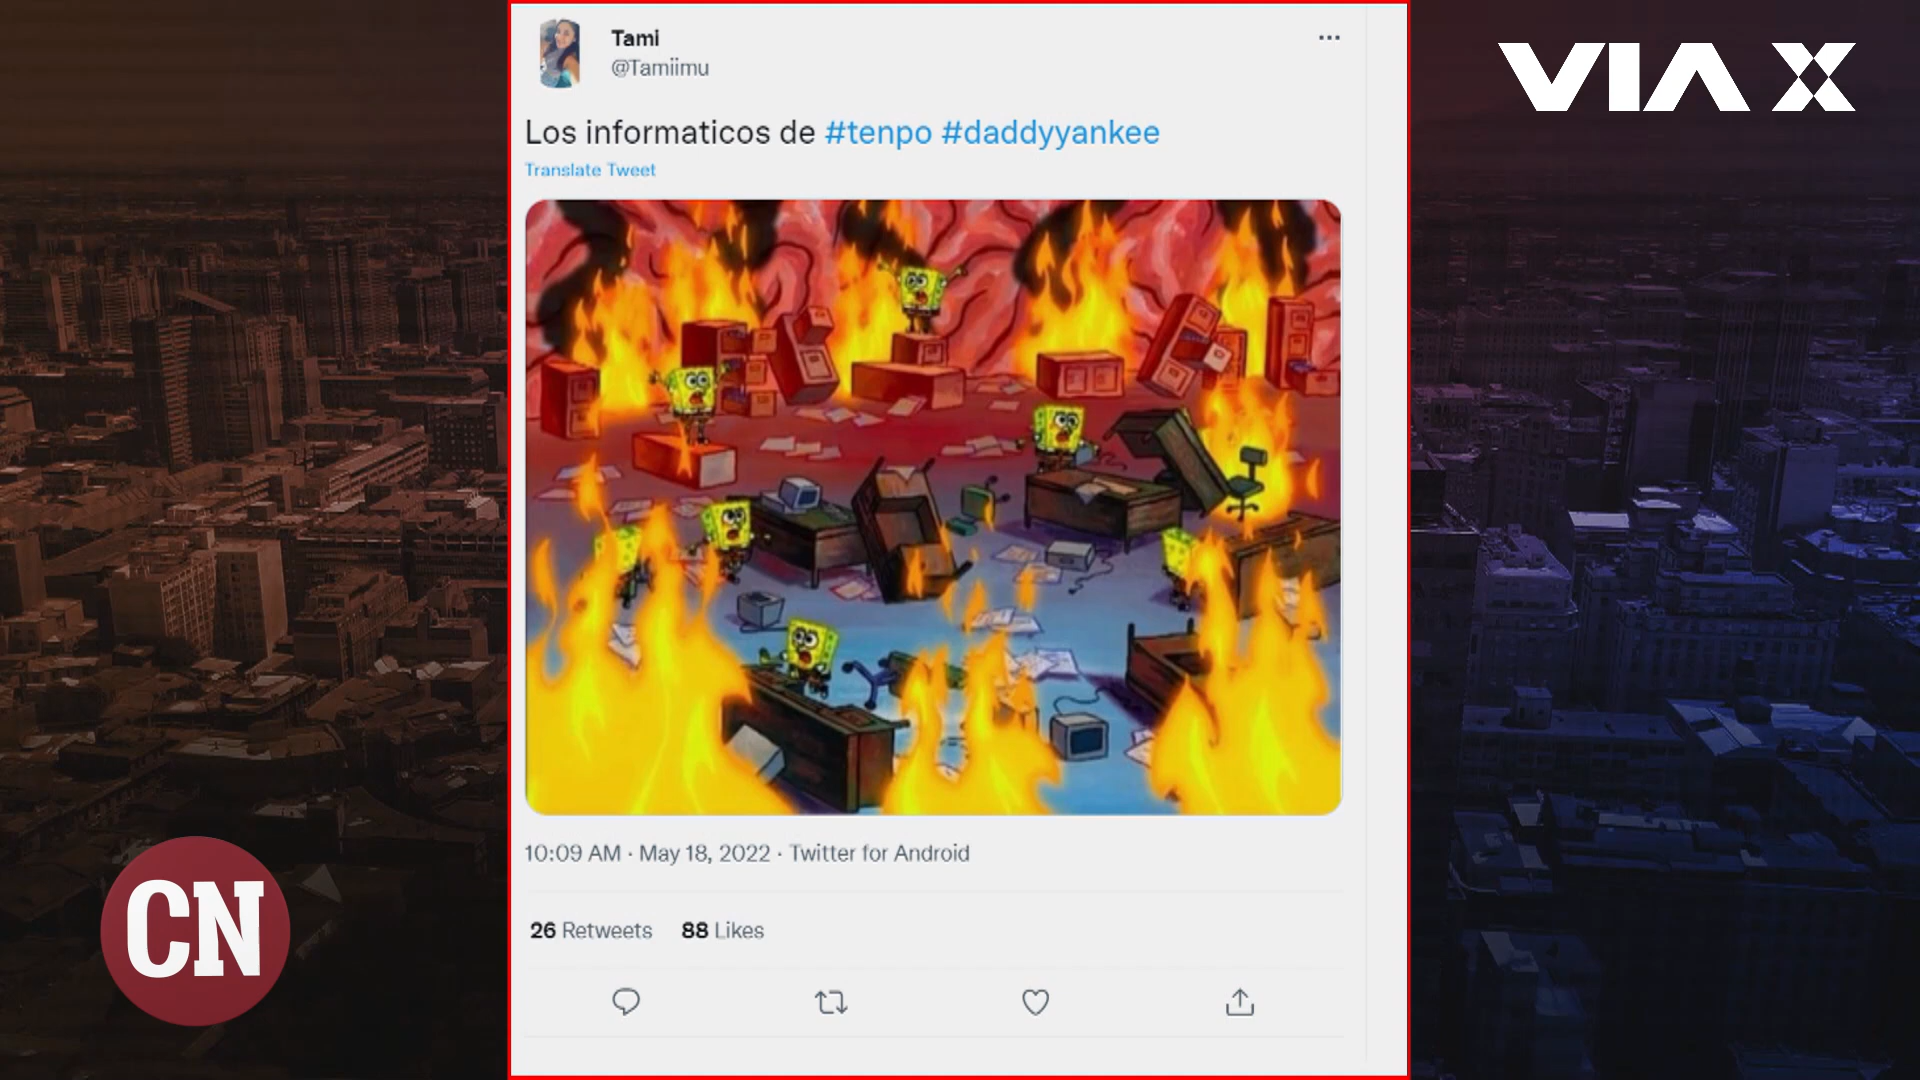 Tami
@Tamiimu
VIA X
Los informaticos de #tenpo #daddyyankee
Translate Tweet
10:09 AM · May 18, 2022 · Twitter for Android
26 Retweets 88 Likes
CN